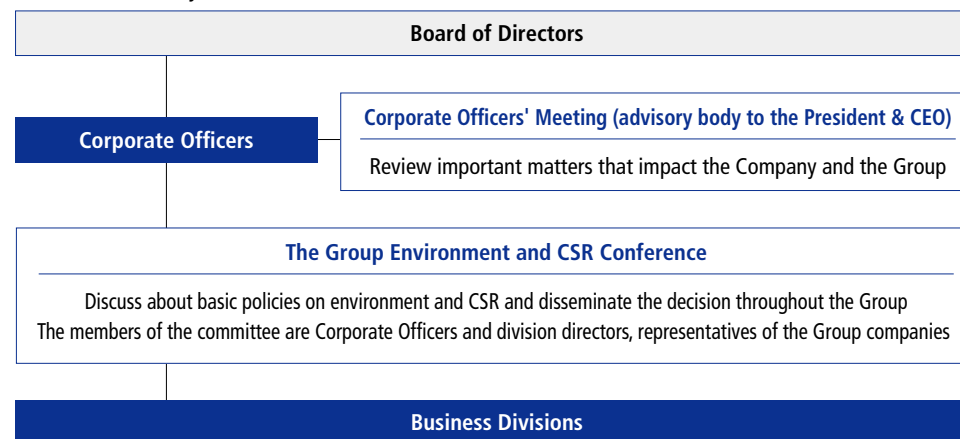 Board of Directors
Corporate Officers
Corporate Officers' Meeting (advisory body to the President & CEO)
Review important matters that impact the Company and the Group
The Group Environment and CSR Conference
Discuss about basic policies on environment and CSR and disseminate the decision throughout the Group
The members of the committee are Corporate Officers and division directors, representatives of the Group companies
Business Divisions